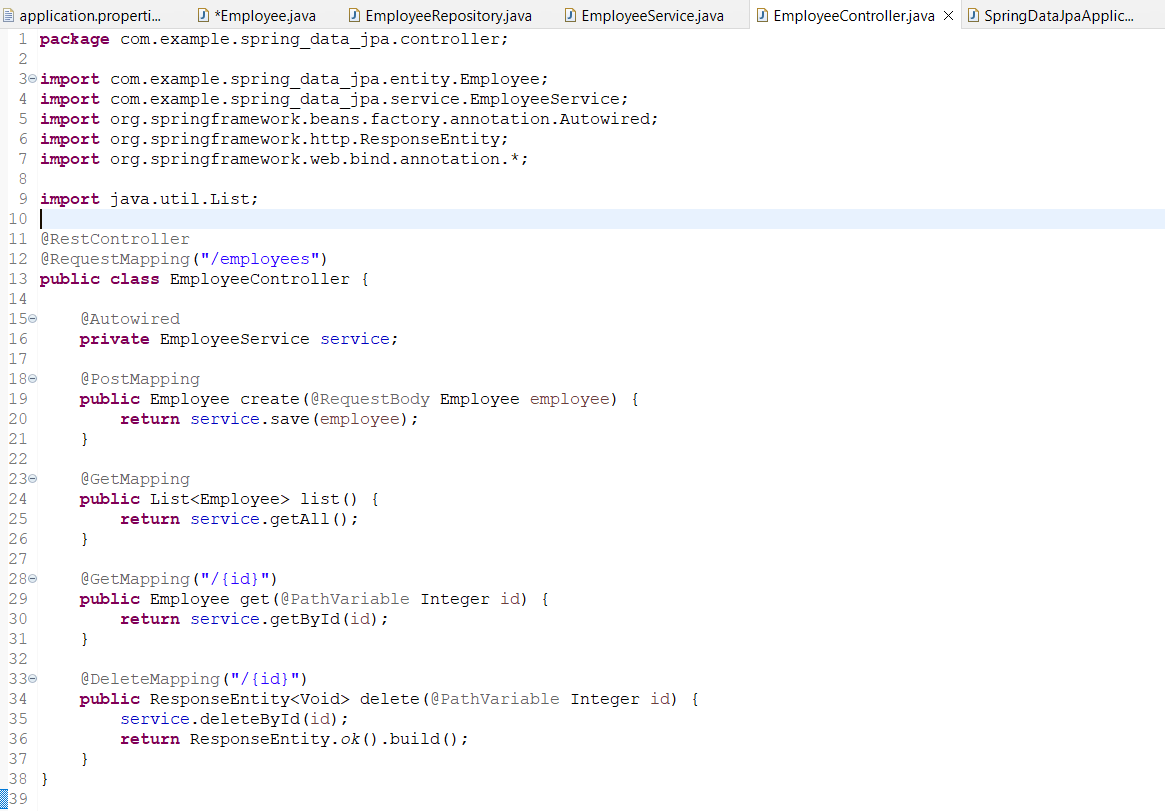 application.properti... *Employee.java EmployeeRepository.java EmployeeService.java EmployeeController.java SpringDataJpaApplic...
1 package com.example.spring_data_jpa.controller;
2
3 import com.example.spring_data_jpa.entity.Employee;
4 import com.example.spring_data_jpa.service.EmployeeService;
5 import org.springframework.beans.factory.annotation.Autowired;
6 import org.springframework.http.ResponseEntity;
7 import org.springframework.web.bind.annotation.*;
8
9 import java.util.List;
10
11 @RestController
12 @RequestMapping("/employees")
13 public class EmployeeController {
14
15     @Autowired
16     private EmployeeService service;
17
18     @PostMapping
19     public Employee create(@RequestBody Employee employee) {
20         return service.save(employee);
21     }
22
23     @GetMapping
24     public List<Employee> list() {
25         return service.getAll();
26     }
27
28     @GetMapping("/{id}")
29     public Employee get(@PathVariable Integer id) {
30         return service.getById(id);
31     }
32
33     @DeleteMapping("/{id}")
34     public ResponseEntity<Void> delete(@PathVariable Integer id) {
35         service.deleteById(id);
36         return ResponseEntity.ok().build();
37     }
38 }
39